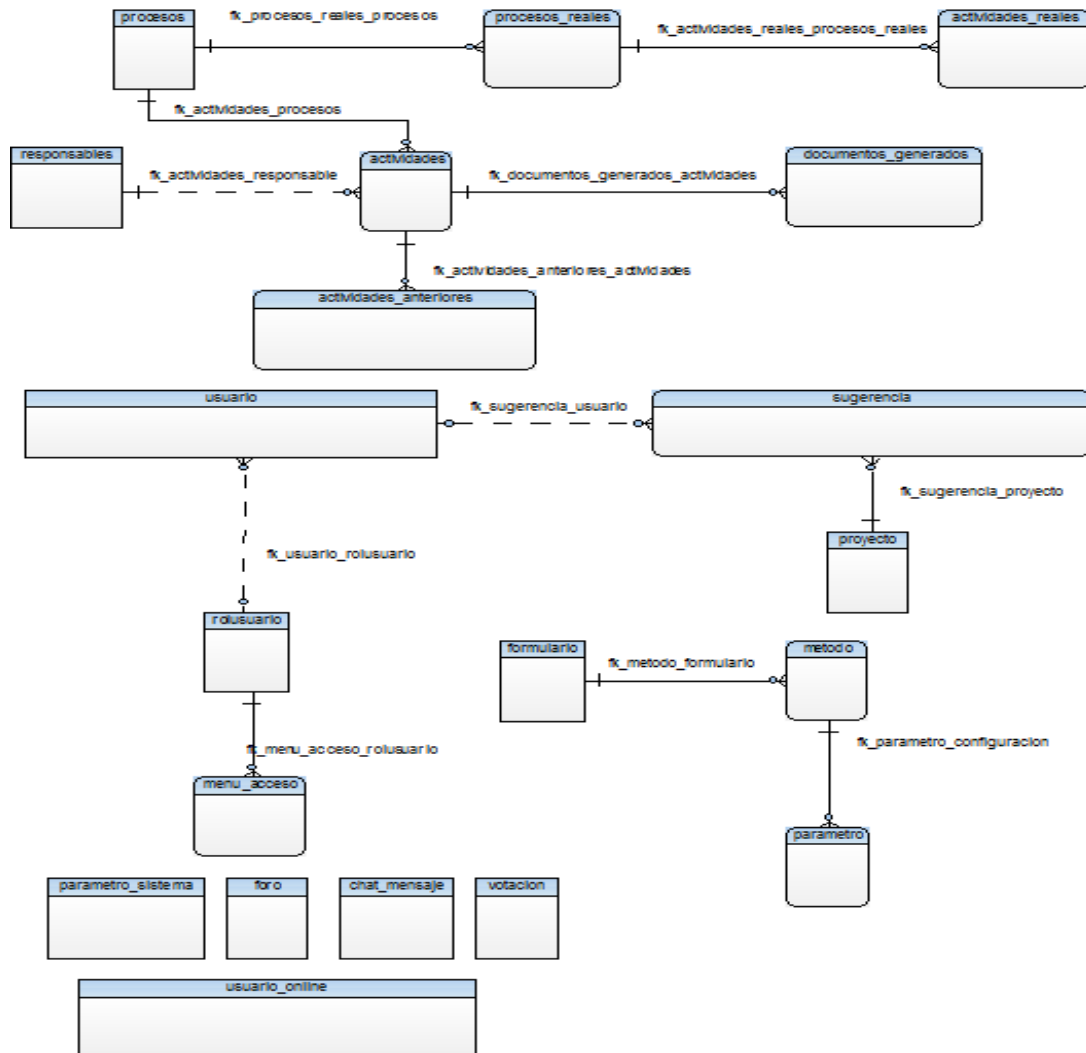 procesos
fk_procesos_reales_procesos
procesos_reales
actividades_reales
fk_actividades_reales_procesos_reales
fk_actividades_procesos
responsables
actividades
documentos_generados
fk_actividades_responsable
fk_documentos_generados_actividades
fk_actividades_anteriores_actividades
actividades_anteriores
usuario
sugerencia
fk_sugerencia_usuario
fk_sugerencia_proyecto
proyecto
fk_usuario_rolusuario
rolusuario
formulario
metodo
fk_metodo_formulario
fk_menu_acceso_rolusuario
fk_parametro_configuracion
menu_acceso
parametro
parametro_sistema
foro
chat_mensaje
votacion
usuario_online